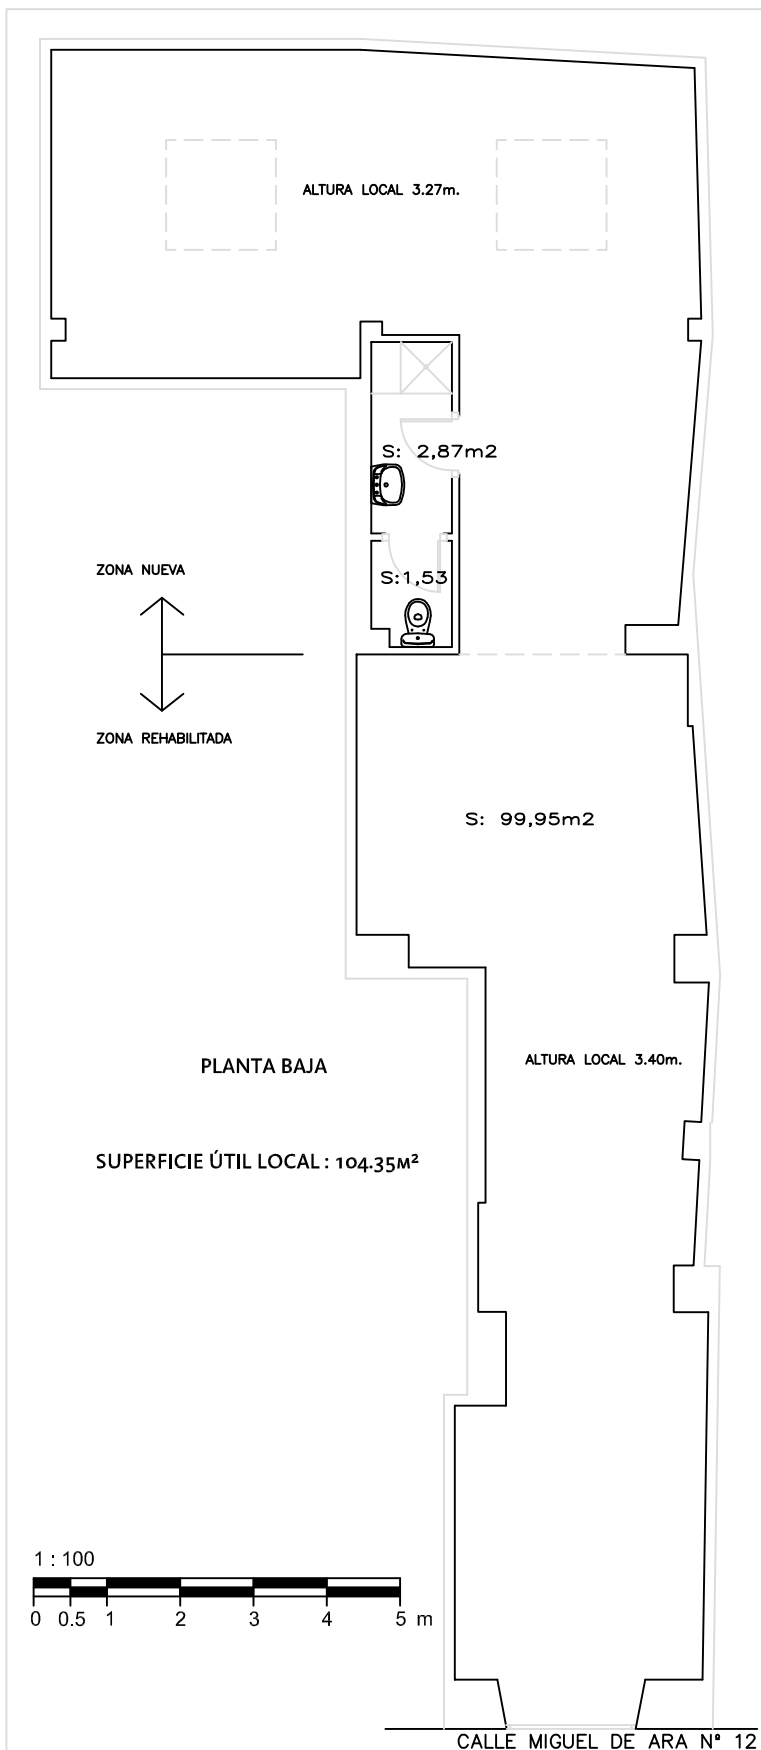 ALTURA LOCAL 3.27m.
S: 2,87m2
ZONA NUEVA
S:1,53
ZONA REHABILITADA
S: 99,95m2
PLANTA BAJA
ALTURA LOCAL 3.40m.
SUPERFICIE ÚTIL LOCAL : 104.35M²
1 : 100
0 0.5 1 2 3 4 5 m
CALLE MIGUEL DE ARA Nº 12